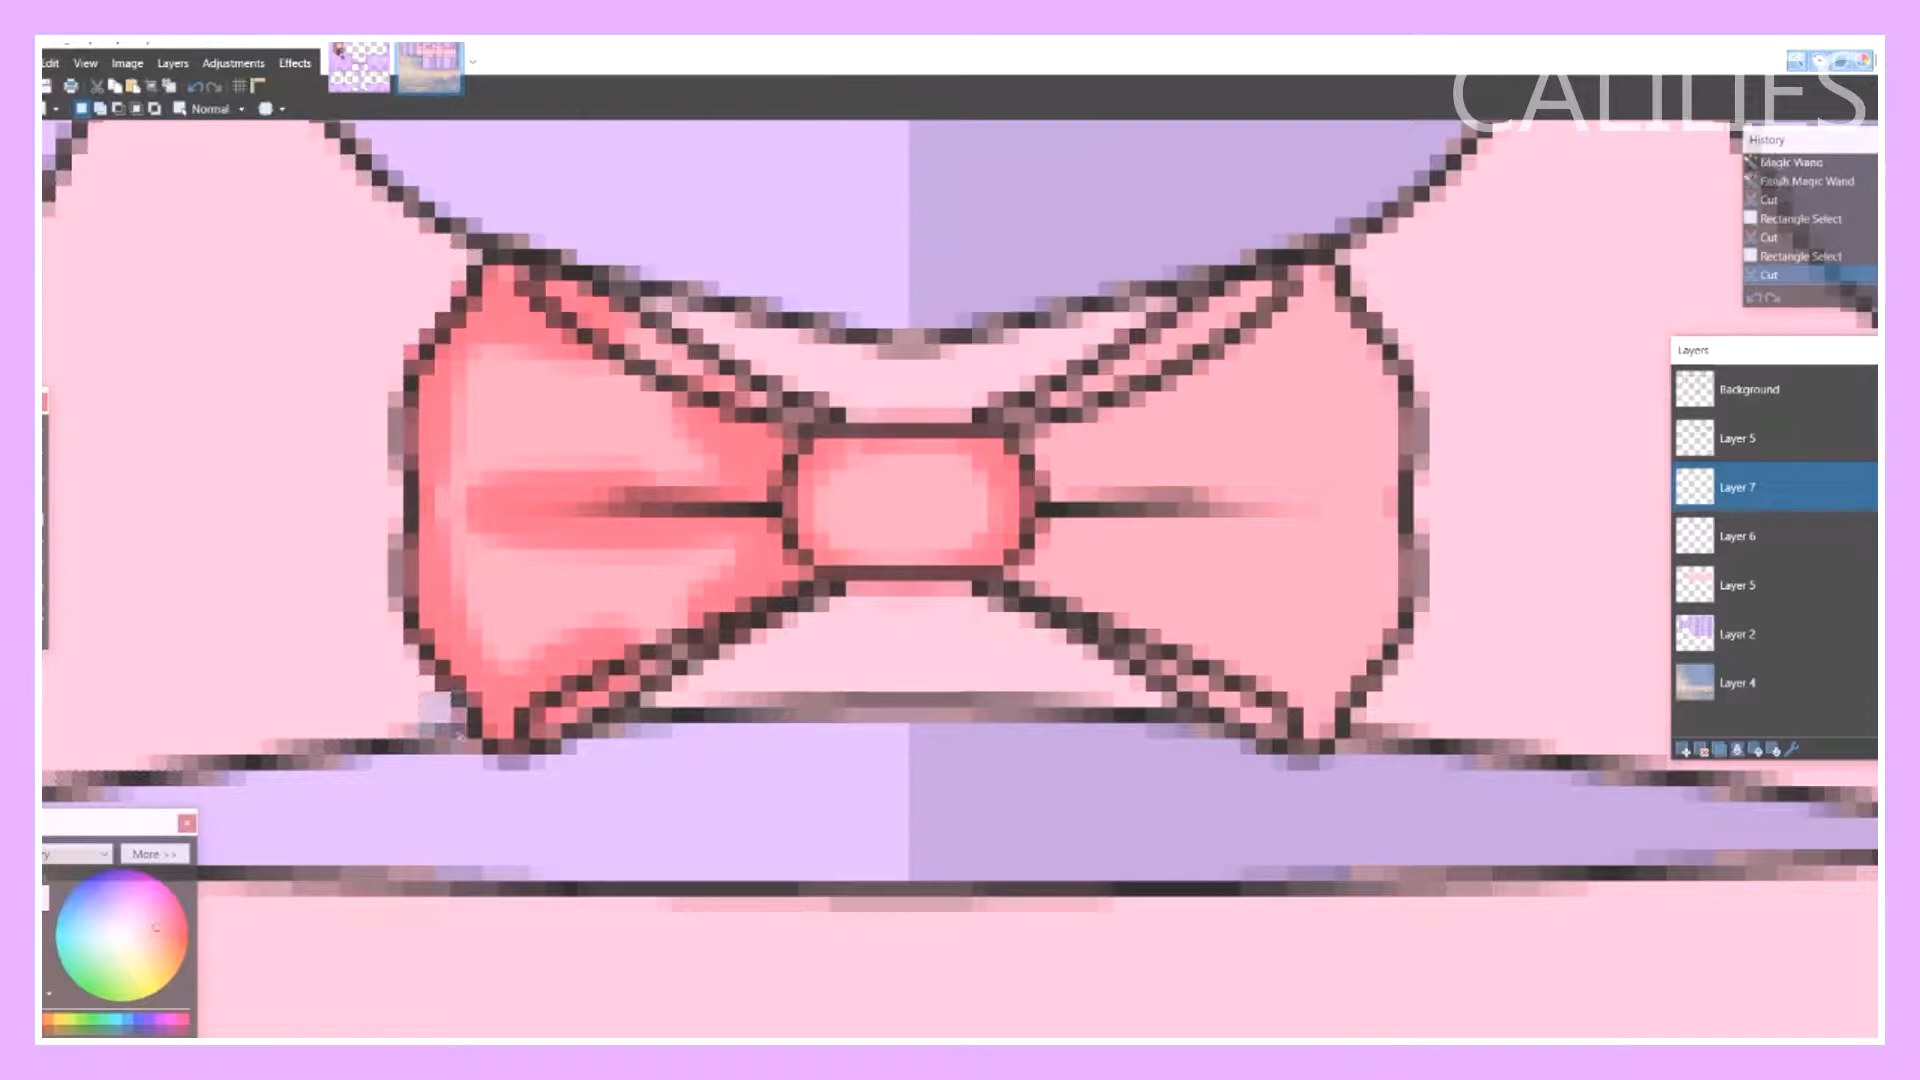 Edit View Image Layers Adjustments Effects
Normal
CALILIES
History
Magic Wand
Finish Magic Wand
Cut
Rectangle Select
Cut
Rectangle Select
Cut
Layers
Background
Layer 5
Layer 7
Layer 6
Layer 5
Layer 2
Layer 4
More >>